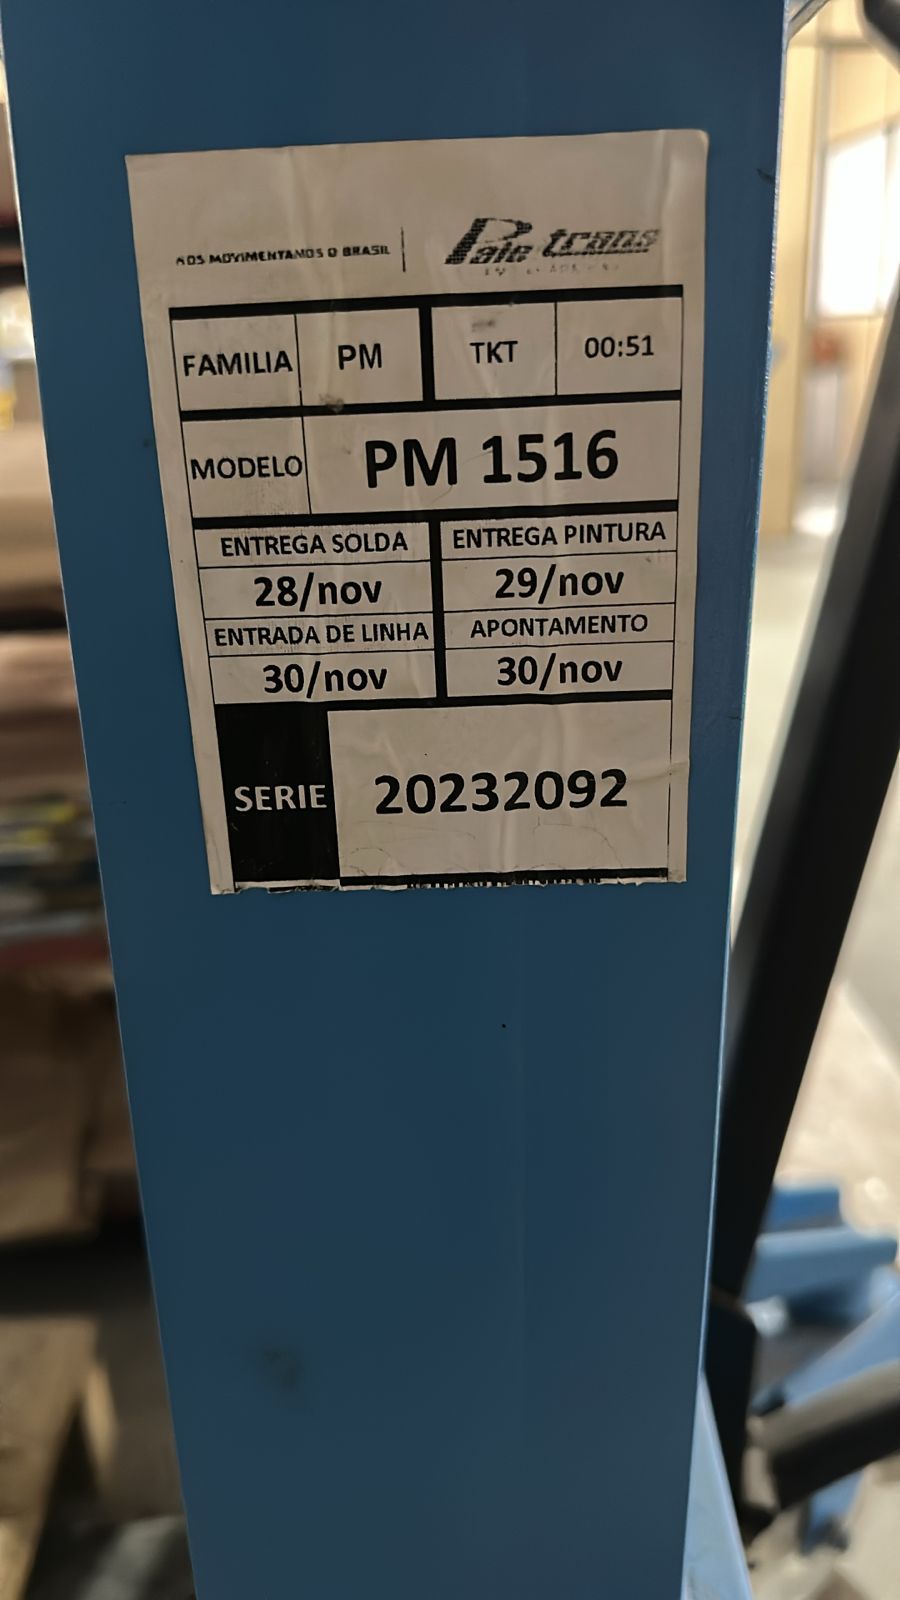 NOS MOVIMENTAMOS O BRASIL
Paletrans
FAMILIA PM TKT 00:51
MODELO PM 1516
ENTREGA SOLDA ENTREGA PINTURA
28/nov 29/nov
ENTRADA DE LINHA APONTAMENTO
30/nov 30/nov
SERIE 20232092